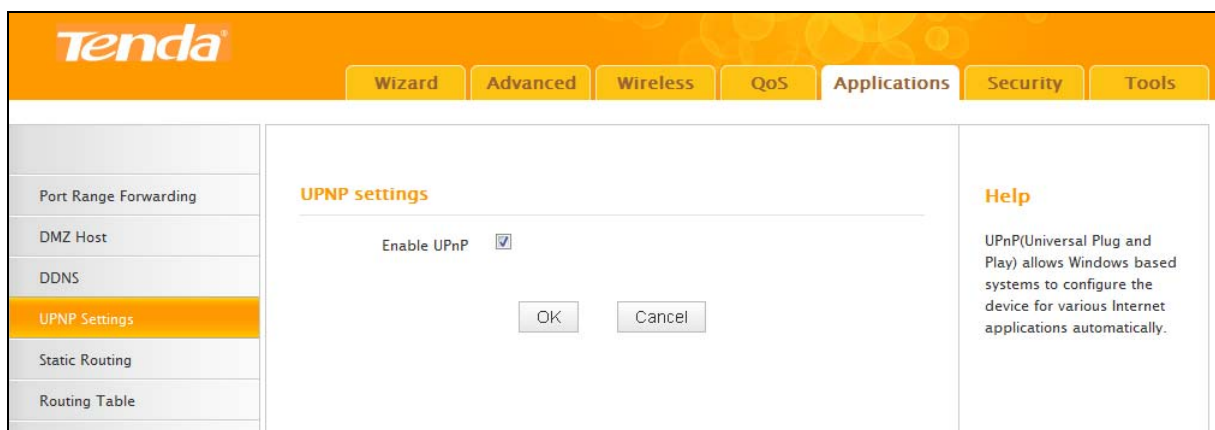 Tenda
Wizard
Advanced
Wireless
QoS
Applications
Security
Tools
Port Range Forwarding
DMZ Host
DDNS
UPNP Settings
Static Routing
Routing Table
UPNP settings
Enable UPnP
OK
Cancel
Help
UPnP(Universal Plug and
Play) allows Windows based
systems to configure the
device for various Internet
applications automatically.